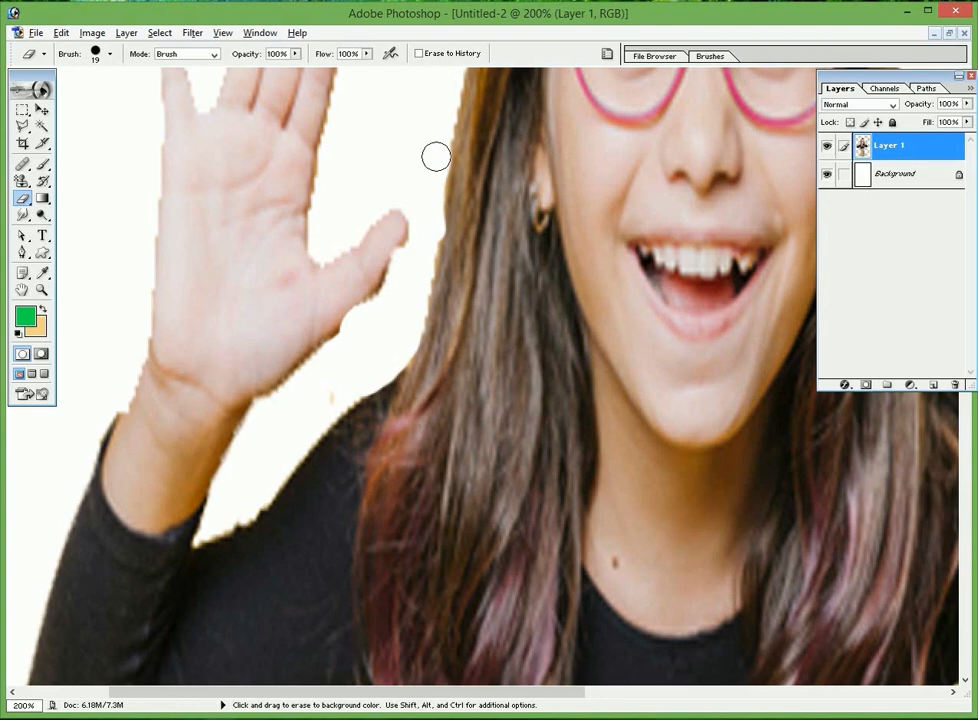 Adobe Photoshop - [Untitled-2 @ 200% (Layer 1, RGB)]
File Edit Image Layer Select Filter View Window Help
Brush: 19 Mode: Brush Opacity: 100% Flow: 100% Erase to History File Browser Brushes
Layers Channels Paths
Normal Opacity: 100%
Lock: Fill: 100%
Layer 1
Background
T
200% Doc: 6.18M/7.3M Click and drag to erase to background color. Use Shift, Alt, and Ctrl for additional options.